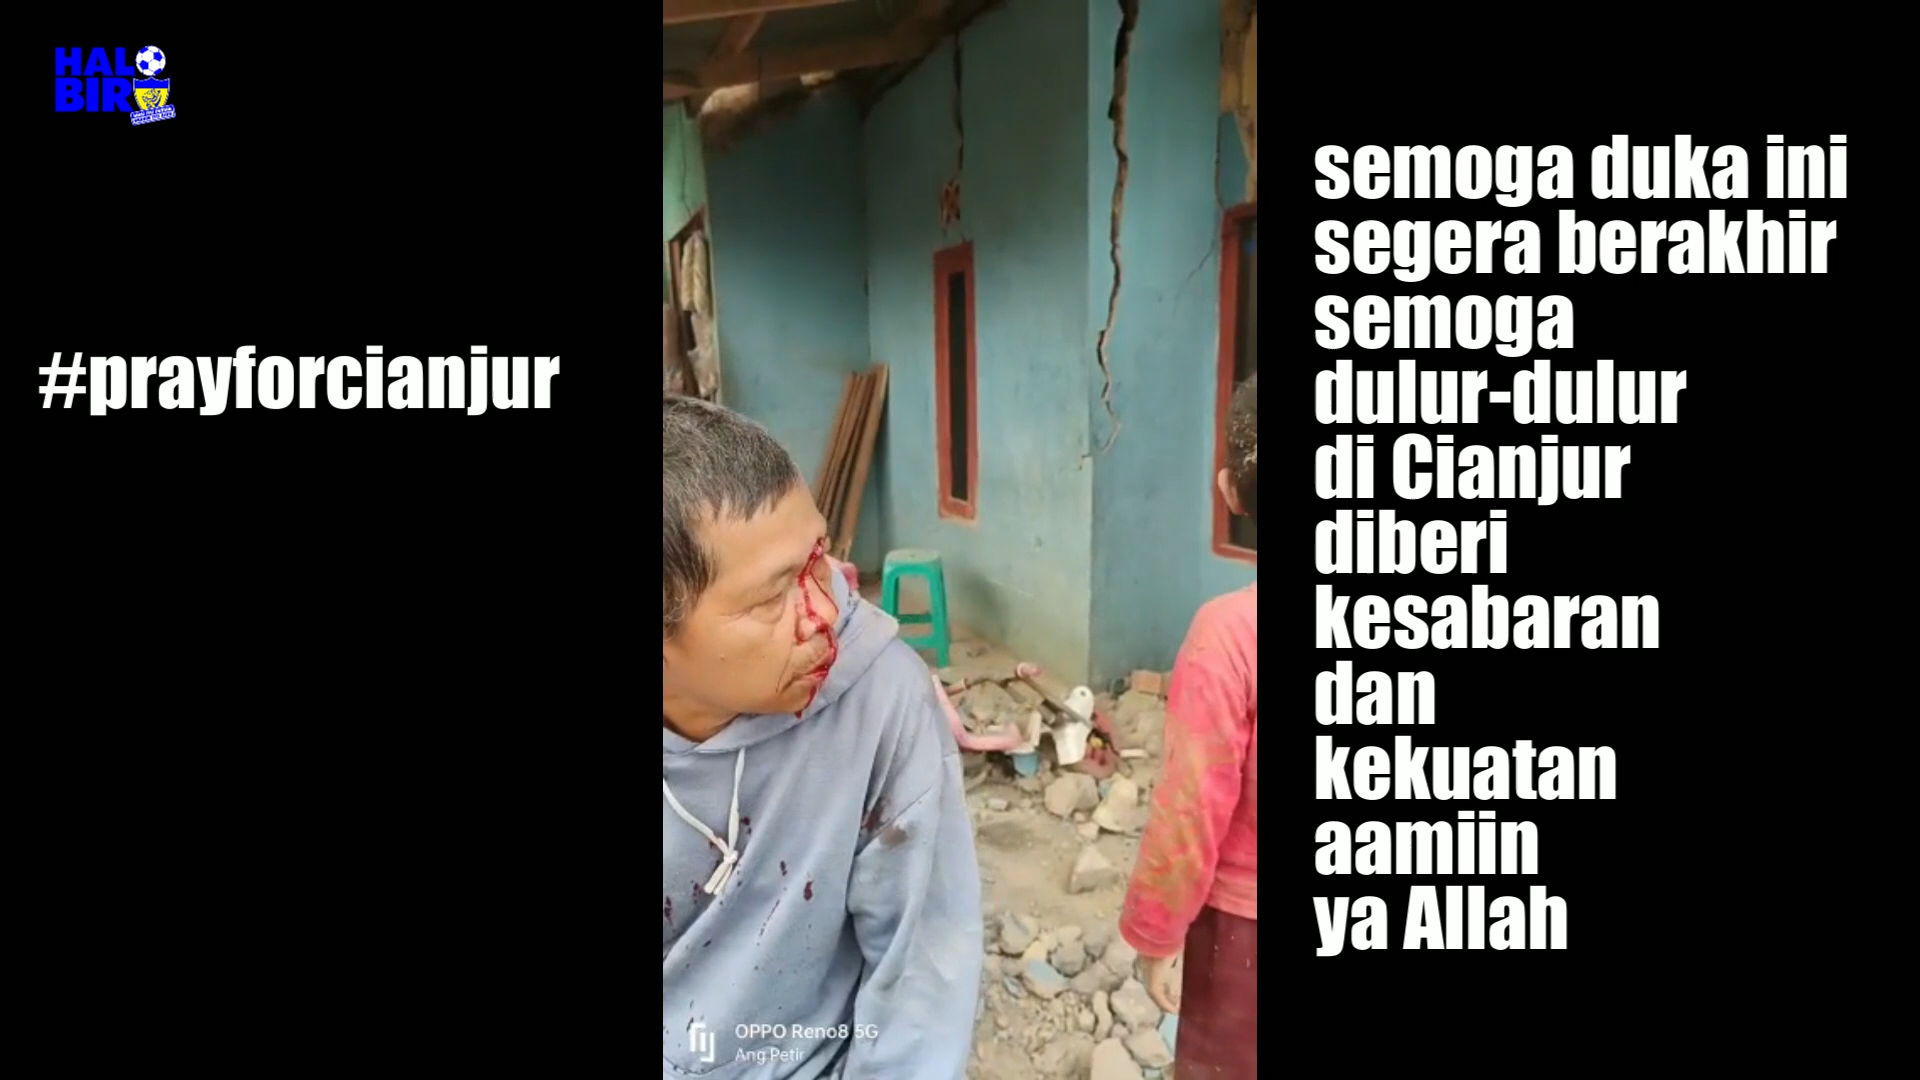 HALO
BIRU
#prayforcianjur
semoga duka ini
segera berakhir
semoga
dulur-dulur
di Cianjur
diberi
kesabaran
dan
kekuatan
aamiin
ya Allah
OPPO Reno8 5G
Ang Petir